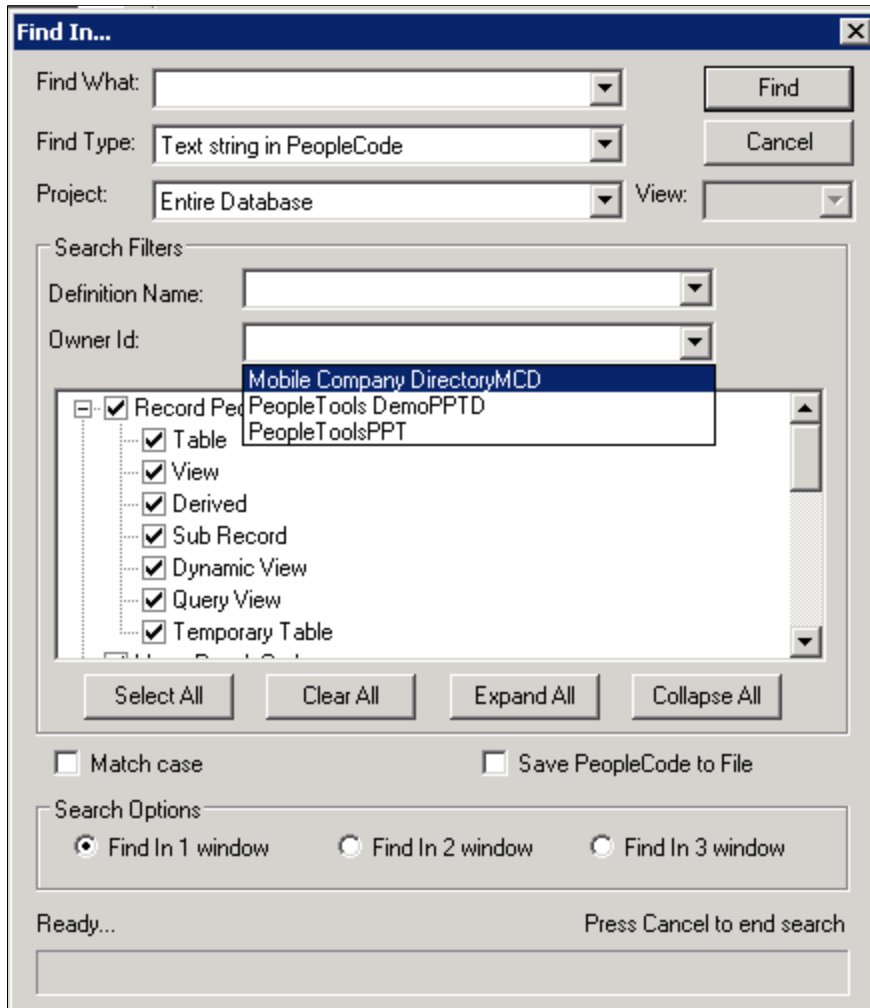 Find In...
Find What:
Find
Find Type: Text string in PeopleCode
Cancel
Project: Entire Database
View:
Search Filters
Definition Name:
Owner Id:
Mobile Company DirectoryMCD
PeopleTools DemoPPTD
PeopleToolsPPT
Record
Table
View
Derived
Sub Record
Dynamic View
Query View
Temporary Table
Select All Clear All Expand All Collapse All
Match case Save PeopleCode to File
Search Options
Find In 1 window Find In 2 window Find In 3 window
Ready... Press Cancel to end search